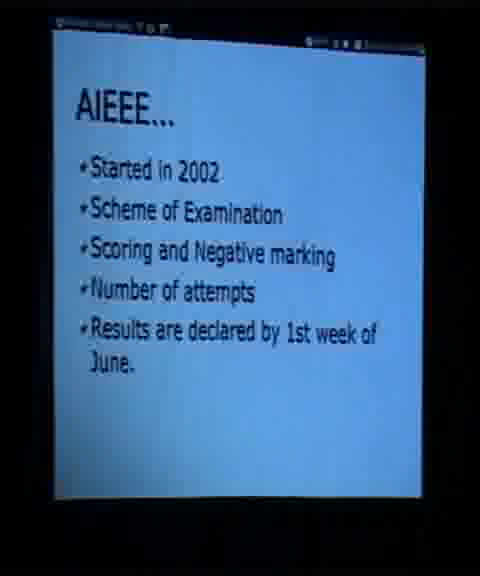 AIEEE...
Started in 2002
Scheme of Examination
Scoring and Negative marking
Number of attempts
Results are declared by 1st week of
June.